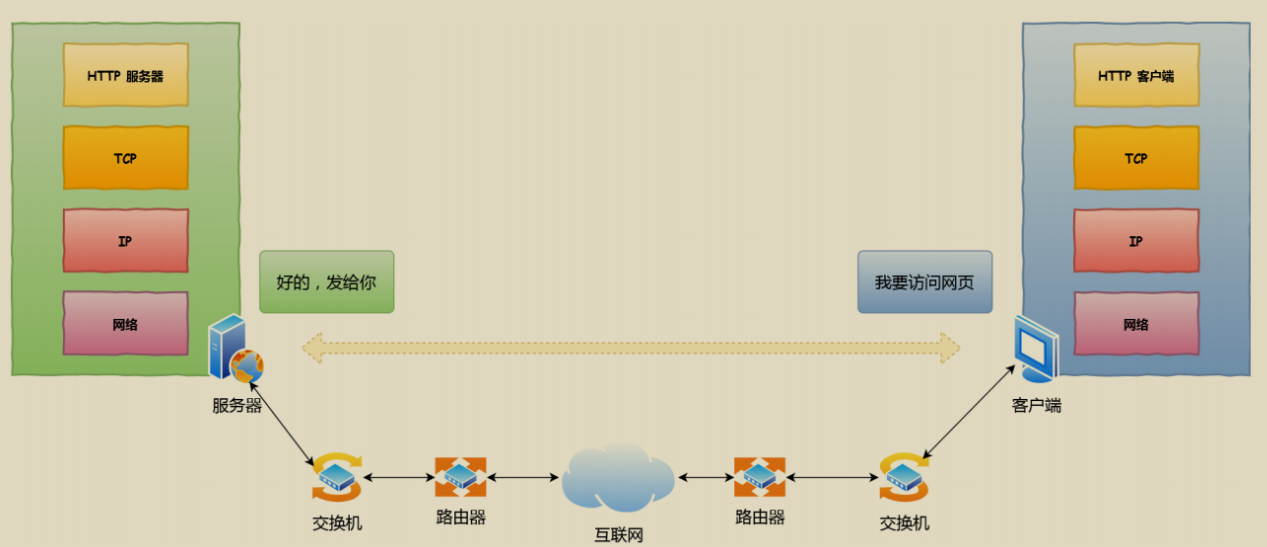 HTTP 服务器
TCP
IP
网络
服务器
好的，发给你
我要访问网页
HTTP 客户端
TCP
IP
网络
客户端
交换机
路由器
互联网
路由器
交换机